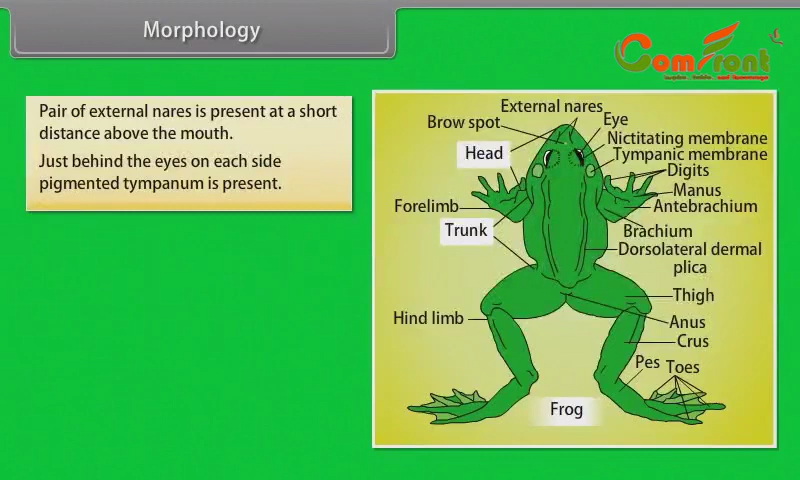 Morphology
ComFront
Pair of external nares is present at a short
distance above the mouth.
Just behind the eyes on each side
pigmented tympanum is present.
External nares
Brow spot
Eye
Nictitating membrane
Head
Tympanic membrane
Digits
Manus
Forelimb
Antebrachium
Trunk
Brachium
Dorsolateral dermal
plica
Thigh
Hind limb
Anus
Crus
Pes
Toes
Frog